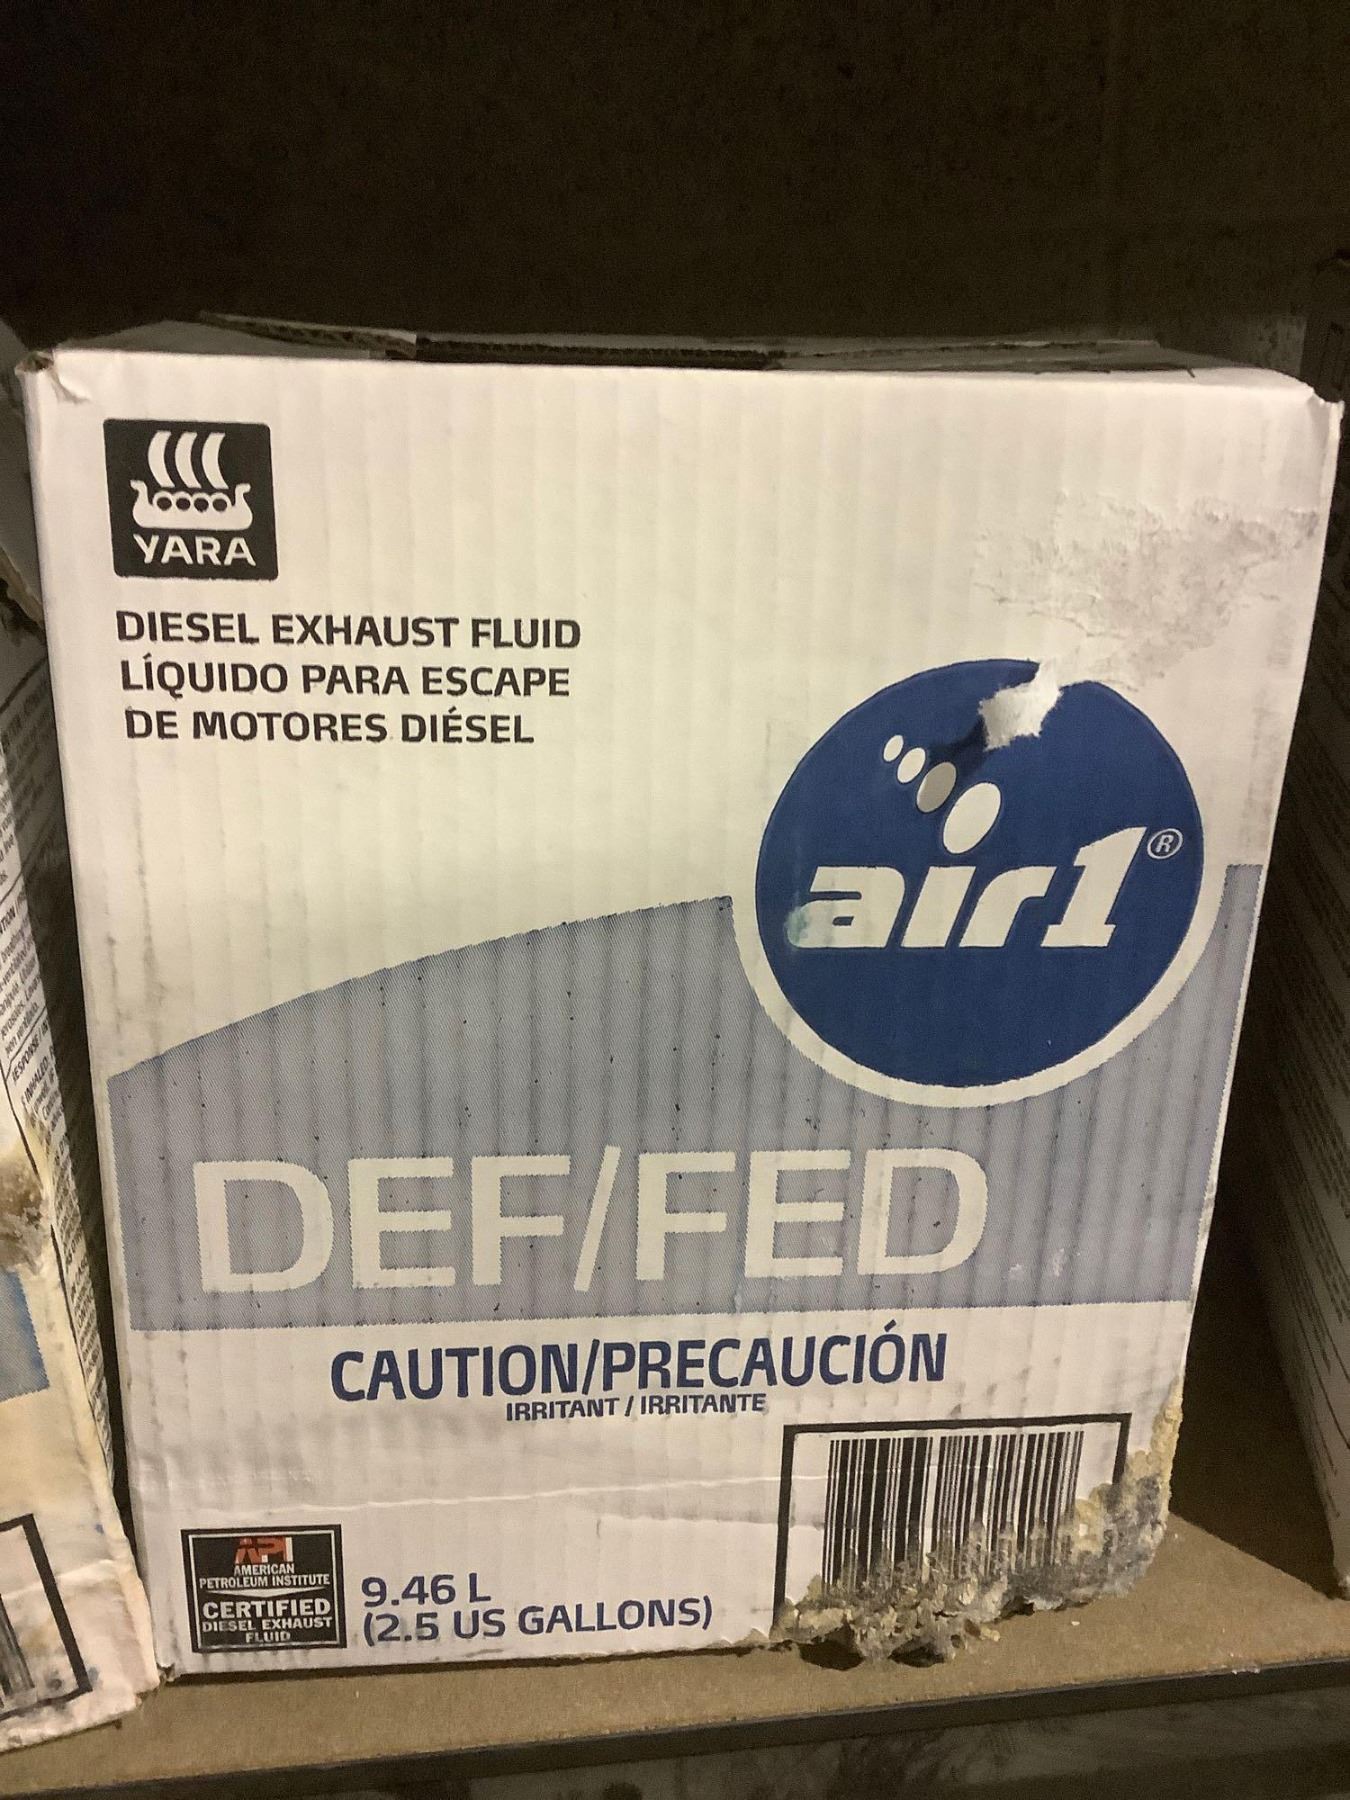 YARA
DIESEL EXHAUST FLUID
LÍQUIDO PARA ESCAPE
DE MOTORES DIÉSEL
air1®
DEF/FED
CAUTION/PRECAUCIÓN
IRRITANT / IRRITANTE
API
AMERICAN
PETROLEUM INSTITUTE
CERTIFIED
DIESEL EXHAUST
FLUID
9.46 L
(2.5 US GALLONS)